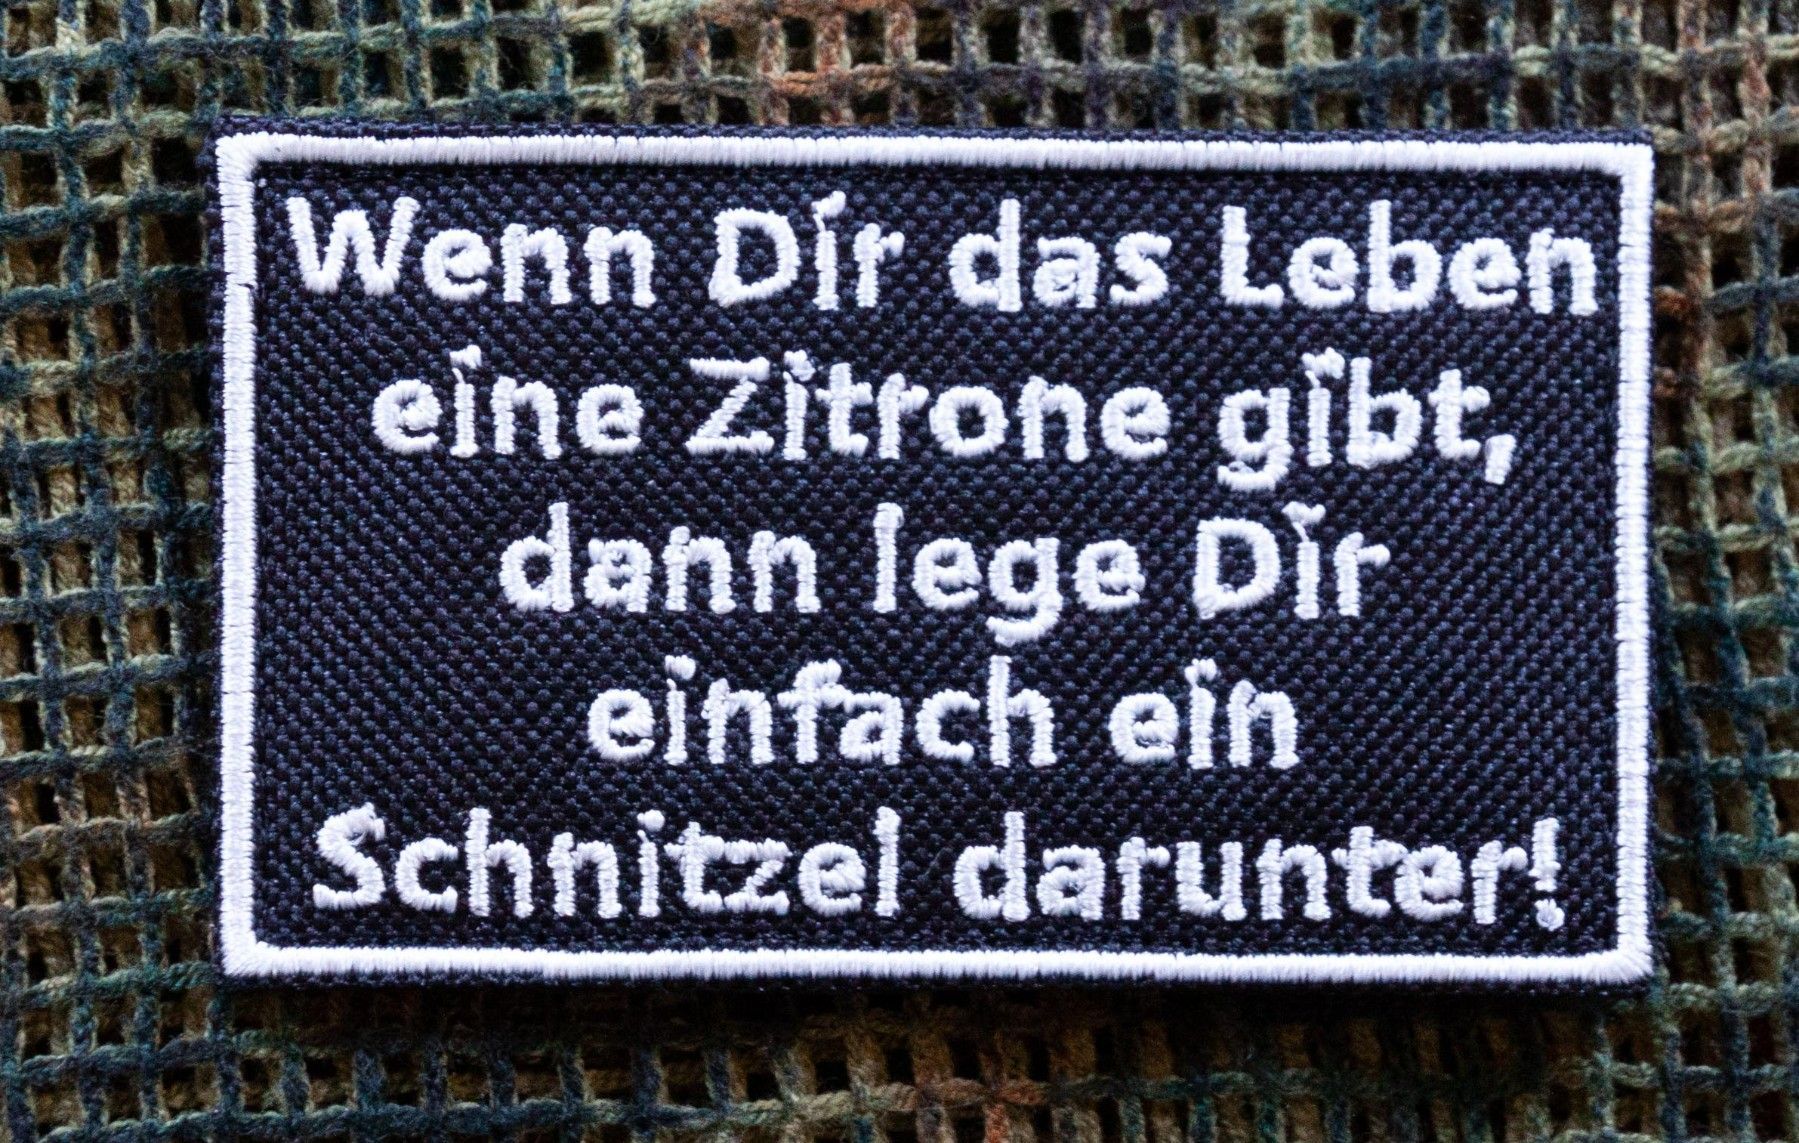 Wenn Dir das Leben
eine Zitrone gibt,
dann lege Dir
einfach ein
Schnitzel darunter!